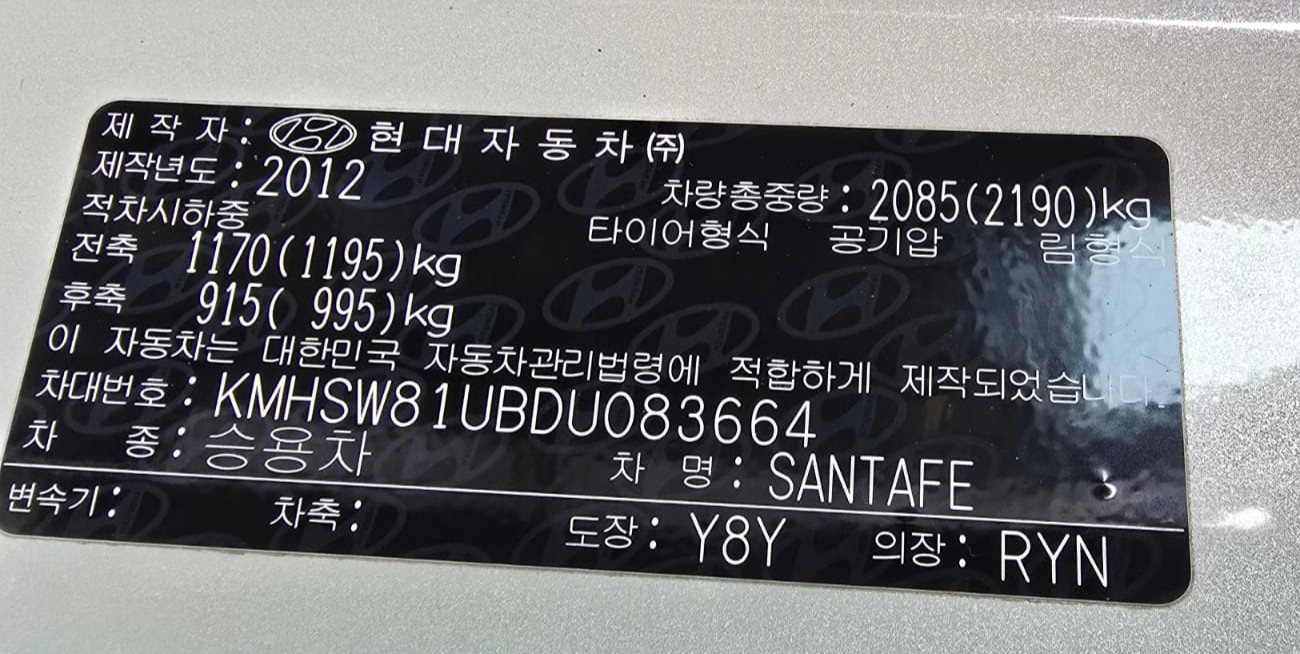 제 작 자 : 현 대 자 동 차 ㈜
제작년도 : 2012
차량총중량 : 2085(2190)kg
적차시하중
타이어형식 공기압 림형식
전축 1170(1195)kg
후축 915( 995)kg
이 자동차는 대한민국 자동차관리법령에 적합하게 제작되었습니다.
차대번호 : KMHSW81UBDU083664
차 종 : 승용차 차 명 : SANTAFE
변속기 : 차축 : 도장 : Y8Y 의장 : RYN